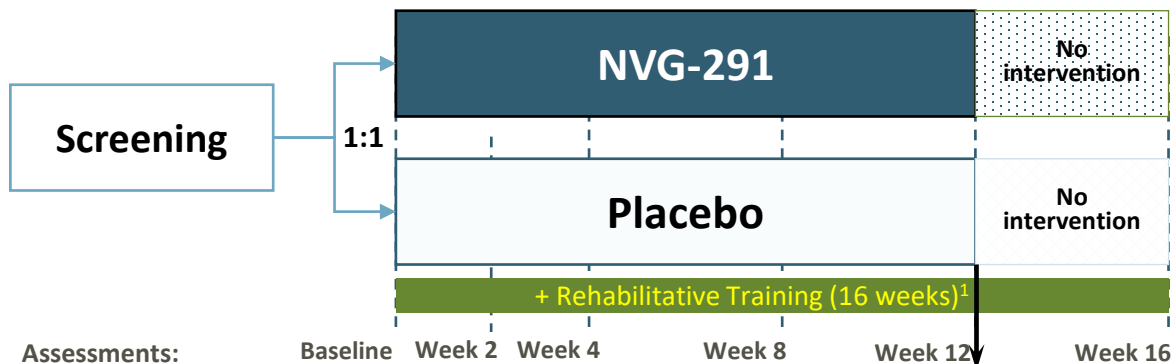 NVG-291
No
intervention
Screening
1:1
Placebo
No
intervention
+ Rehabilitative Training (16 weeks)¹
Assessments:
Baseline
Week 2
Week 4
Week 8
Week 12
Week 16